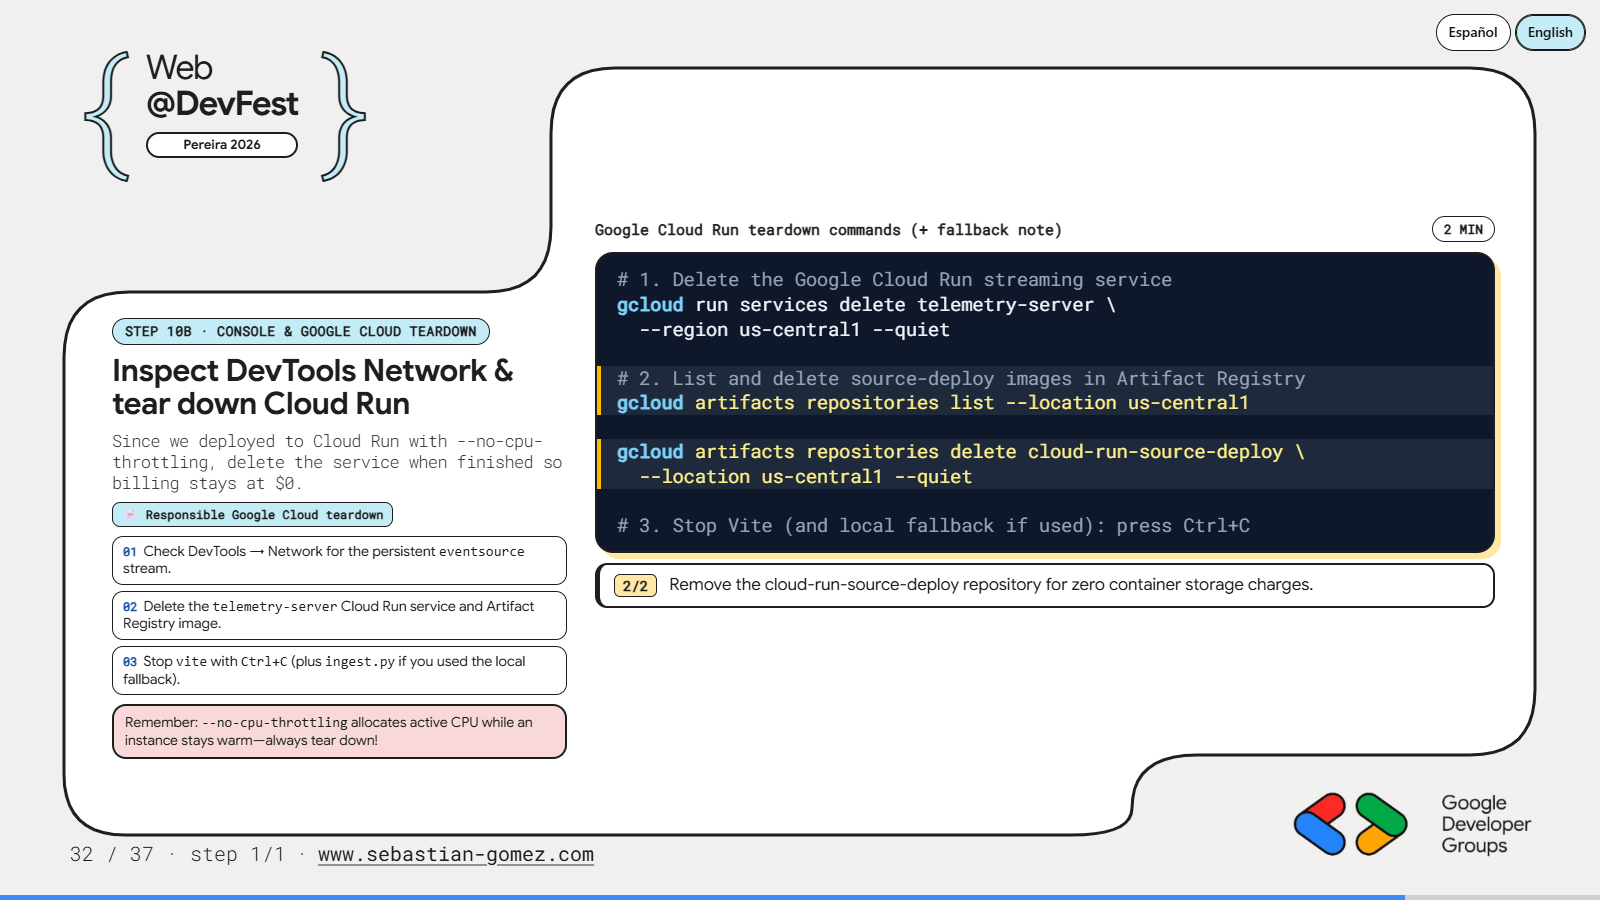 Español English
Web
@DevFest
Pereira 2026
STEP 10B · CONSOLE & GOOGLE CLOUD TEARDOWN
Inspect DevTools Network &
tear down Cloud Run
Since we deployed to Cloud Run with --no-cpu-
throttling, delete the service when finished so
billing stays at $0.
Responsible Google Cloud teardown
01 Check DevTools → Network for the persistent eventsource
stream.
02 Delete the telemetry-server Cloud Run service and Artifact
Registry image.
03 Stop vite with Ctrl+C (plus ingest.py if you used the local
fallback).
Remember: --no-cpu-throttling allocates active CPU while an
instance stays warm—always tear down!
Google Cloud Run teardown commands (+ fallback note)
2 MIN
# 1. Delete the Google Cloud Run streaming service
gcloud run services delete telemetry-server \
--region us-central1 --quiet
# 2. List and delete source-deploy images in Artifact Registry
gcloud artifacts repositories list --location us-central1
gcloud artifacts repositories delete cloud-run-source-deploy \
--location us-central1 --quiet
# 3. Stop Vite (and local fallback if used): press Ctrl+C
2/2 Remove the cloud-run-source-deploy repository for zero container storage charges.
32 / 37 · step 1/1 · www.sebastian-gomez.com
Google
Developer
Groups